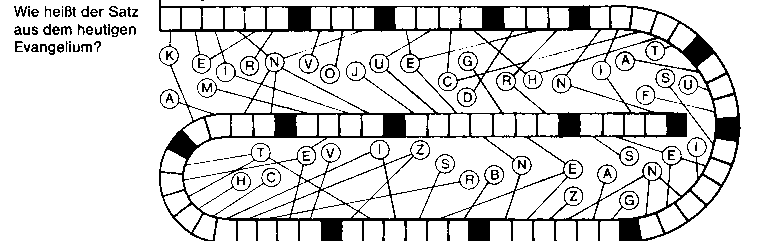 Wie heißt der Satz
aus dem heutigen
Evangelium?
K E I R N V O J U E G C D R H N I A T S U F
A M
T E V I Z S R B N E S A N E I
H C Z G